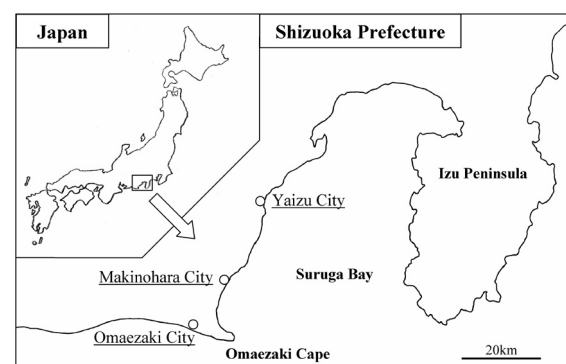 Japan
Shizuoka Prefecture
Izu Peninsula
Yaizu City
Suruga Bay
Makinohara City
Omaezaki City
Omaezaki Cape
20km